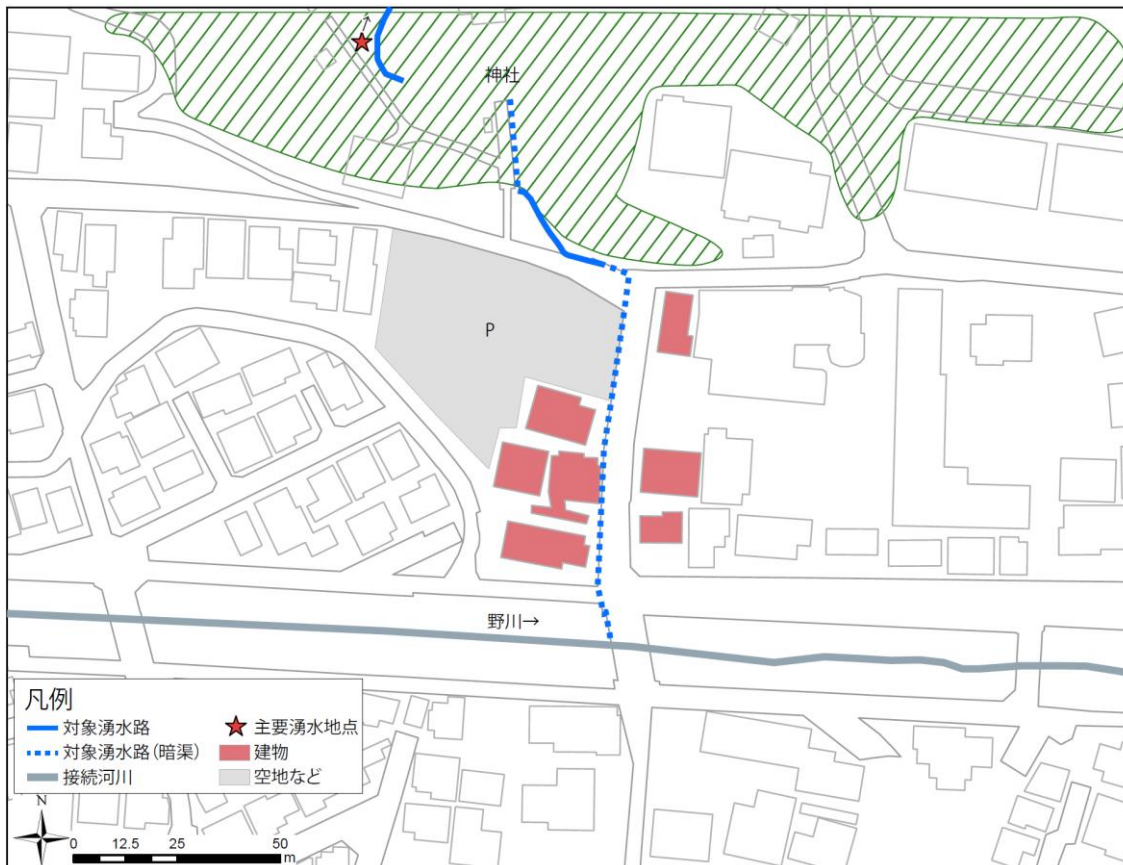 神社
P
野川→
凡例
対象湧水路
主要湧水地点
対象湧水路(暗渠)
建物
接続河川
空地など
N
0 12.5 25 50
m